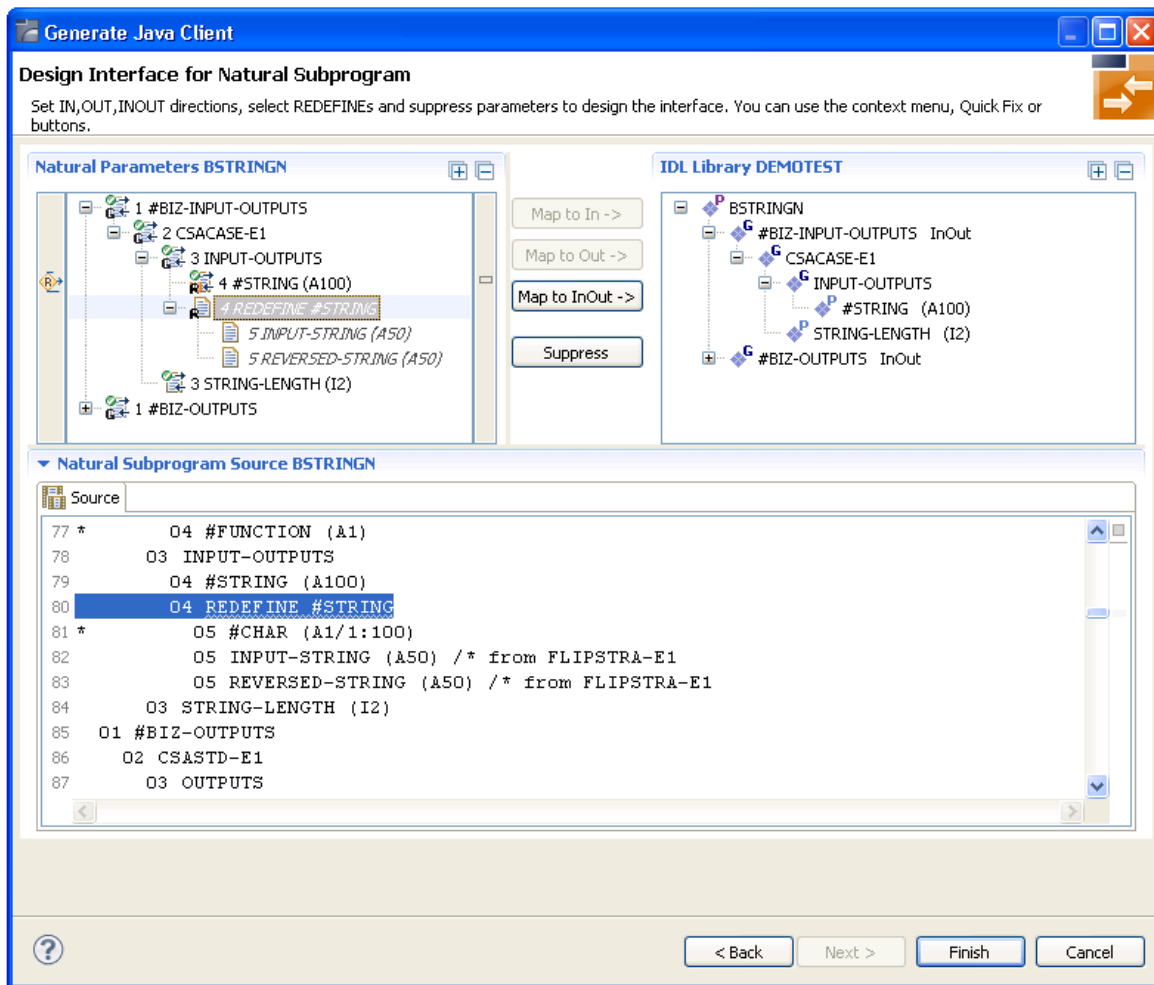 Generate Java Client
Design Interface for Natural Subprogram
Set IN,OUT,INOUT directions, select REDEFINEs and suppress parameters to design the interface. You can use the context menu, Quick Fix or
buttons.
Natural Parameters BSTRINGN
1 #BIZ-INPUT-OUTPUTS
2 CSACASE-E1
3 INPUT-OUTPUTS
4 #STRING (A100)
4 REDEFINE #STRING
5 INPUT-STRING (A50)
5 REVERSED-STRING (A50)
3 STRING-LENGTH (I2)
1 #BIZ-OUTPUTS
Map to In ->
Map to Out ->
Map to InOut ->
Suppress
IDL Library DEMOTEST
BSTRINGN
#BIZ-INPUT-OUTPUTS InOut
CSACASE-E1
INPUT-OUTPUTS
#STRING (A100)
STRING-LENGTH (I2)
#BIZ-OUTPUTS InOut
Natural Subprogram Source BSTRINGN
Source
77 * 04 #FUNCTION (A1)
78 03 INPUT-OUTPUTS
79 04 #STRING (A100)
80 04 REDEFINE #STRING
81 * 05 #CHAR (A1/1:100)
82 05 INPUT-STRING (A50) /* from FLIPSTRA-E1
83 05 REVERSED-STRING (A50) /* from FLIPSTRA-E1
84 03 STRING-LENGTH (I2)
85 01 #BIZ-OUTPUTS
86 02 CSASTD-E1
87 03 OUTPUTS
< Back Next > Finish Cancel